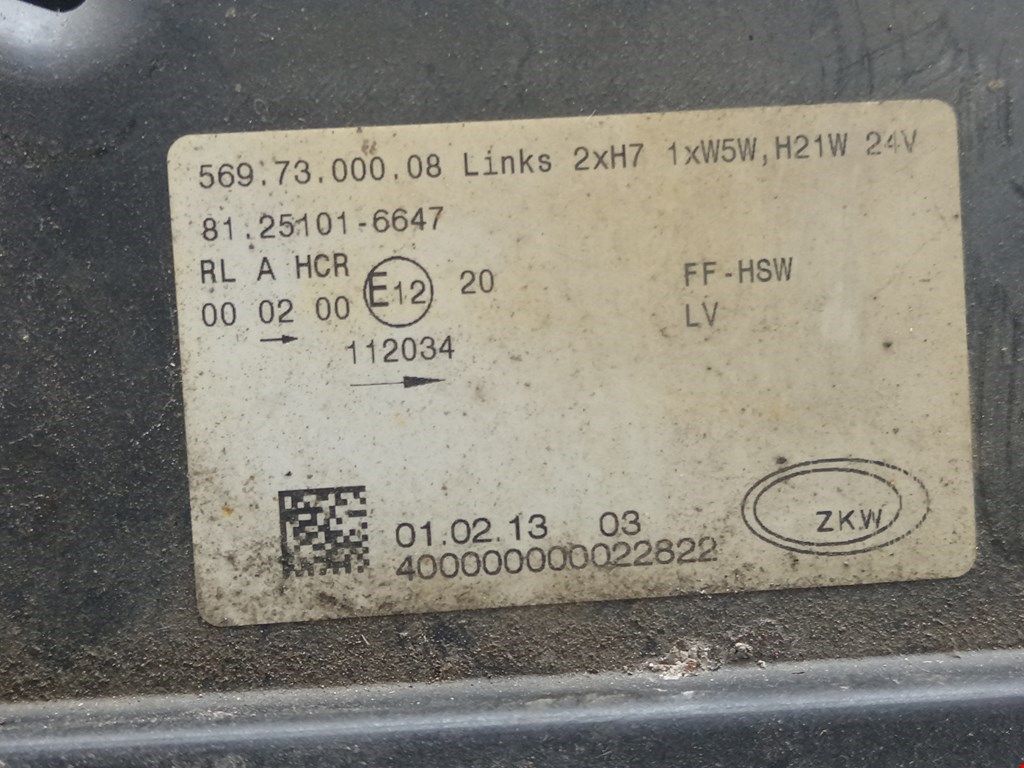 569.73.000.08 Links 2xH7 1xW5W, H21W 24V
81.25101-6647
RL A HCR
00 02 00
E12
20
FF-HSW
LV
112034
01.02.13 03
400000000022822
ZKW